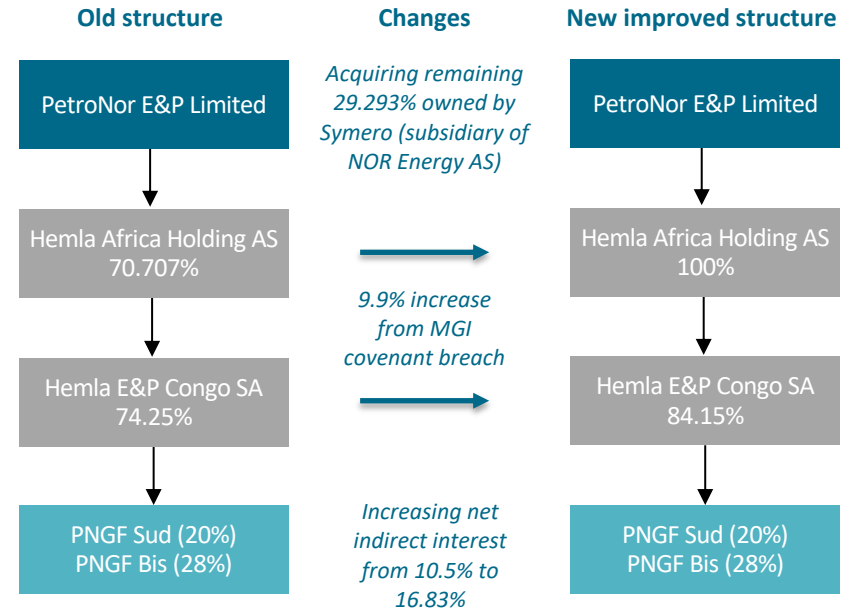 Old structure
Changes
New improved structure
PetroNor E&P Limited
Hemla Africa Holding AS
70.707%
Hemla E&P Congo SA
74.25%
PNGF Sud (20%)
PNGF Bis (28%)
Acquiring remaining
29.293% owned by
Symero (subsidiary of
NOR Energy AS)
9.9% increase
from MGI
covenant breach
Increasing net
indirect interest
from 10.5% to
16.83%
PetroNor E&P Limited
Hemla Africa Holding AS
100%
Hemla E&P Congo SA
84.15%
PNGF Sud (20%)
PNGF Bis (28%)